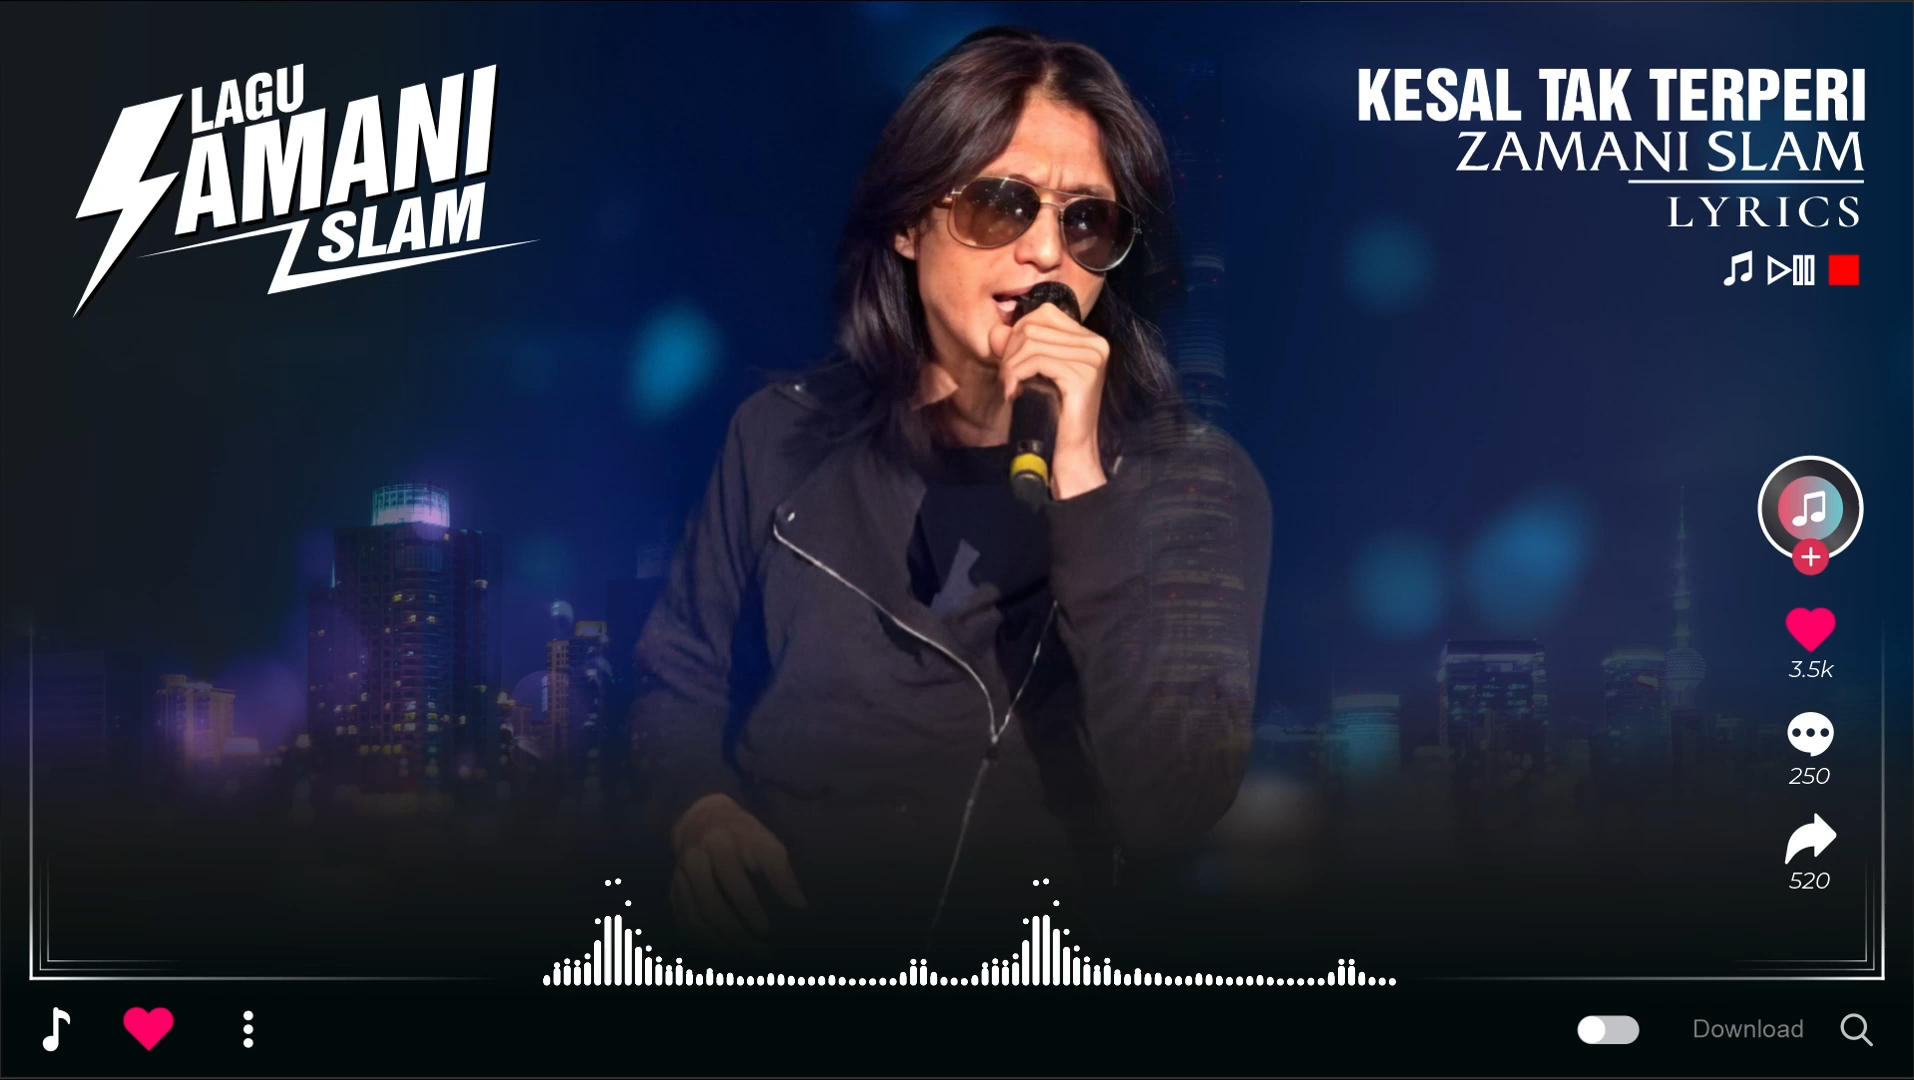 LAGU
ZAMANI
SLAM
KESAL TAK TERPERI
ZAMANI SLAM
LYRICS
3.5k
250
520
Download